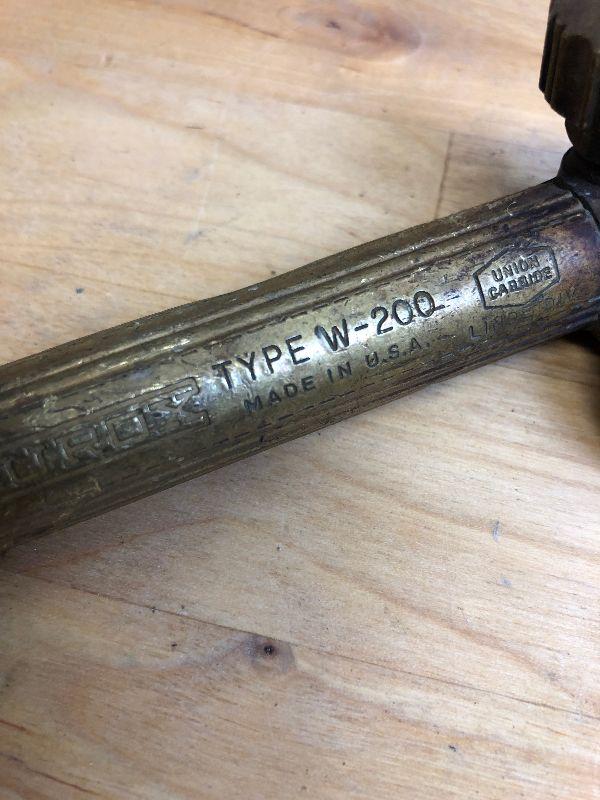 TYPE W-200
MADE IN U.S.A.
UNION
CARBIDE